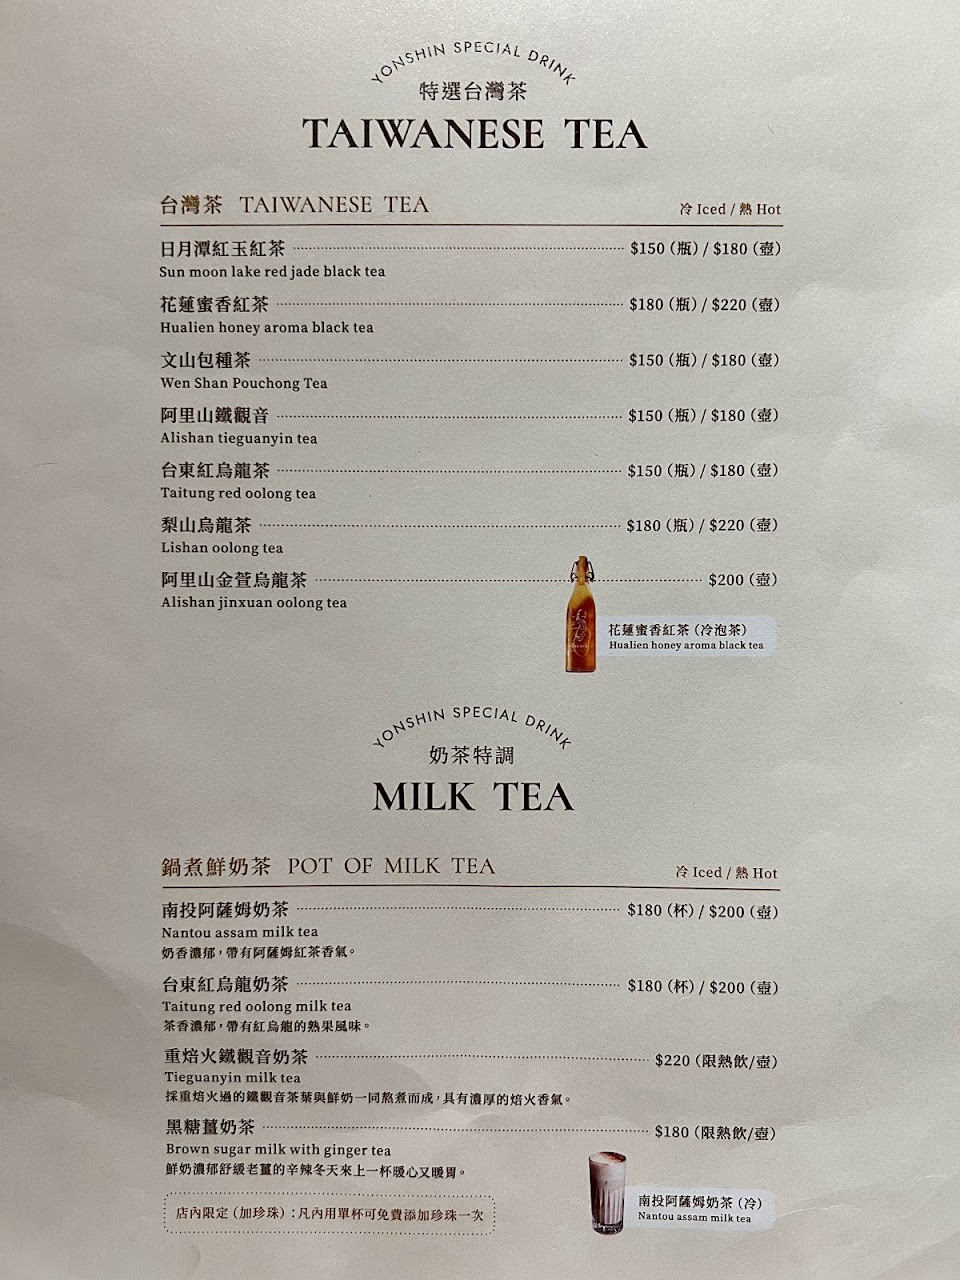 YONSHIN SPECIAL DRINK
特選台灣茶
TAIWANESE TEA
台灣茶 TAIWANESE TEA 冷 Iced / 熱 Hot
日月潭紅玉紅茶 $150（瓶）/ $180（壺）
Sun moon lake red jade black tea
花蓮蜜香紅茶 $180（瓶）/ $220（壺）
Hualien honey aroma black tea
文山包種茶 $150（瓶）/ $180（壺）
Wen Shan Pouchong Tea
阿里山鐵觀音 $150（瓶）/ $180（壺）
Alishan tieguanyin tea
台東紅烏龍茶 $150（瓶）/ $180（壺）
Taitung red oolong tea
梨山烏龍茶 $180（瓶）/ $220（壺）
Lishan oolong tea
阿里山金萱烏龍茶 $200（壺）
Alishan jinxuan oolong tea
花蓮蜜香紅茶（冷泡茶）
Hualien honey aroma black tea
YONSHIN SPECIAL DRINK
奶茶特調
MILK TEA
鍋煮鮮奶茶 POT OF MILK TEA 冷 Iced / 熱 Hot
南投阿薩姆奶茶 $180（杯）/ $200（壺）
Nantou assam milk tea
奶香濃郁，帶有阿薩姆紅茶香氣。
台東紅烏龍奶茶 $180（杯）/ $200（壺）
Taitung red oolong milk tea
茶香濃郁，帶有紅烏龍的熟果風味。
重焙火鐵觀音奶茶 $220（限熱飲/壺）
Tieguanyin milk tea
採重焙火過的鐵觀音茶葉與鮮奶一同熬煮而成，具有濃厚的焙火香氣。
黑糖薑奶茶 $180（限熱飲/壺）
Brown sugar milk with ginger tea
鮮奶濃郁舒緩老薑的辛辣冬天來上一杯暖心又暖胃。
南投阿薩姆奶茶（冷）
Nantou assam milk tea
店內限定（加珍珠）：凡內用單杯可免費添加珍珠一次